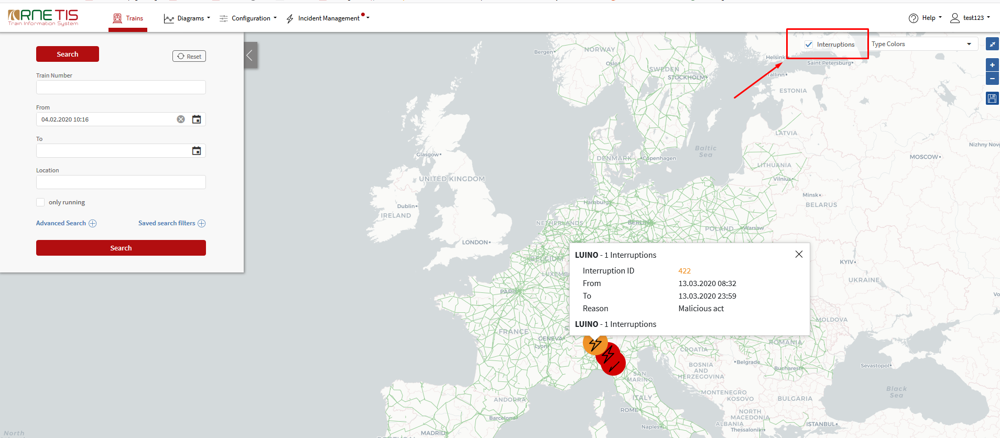 RNE TIS
Train Information System
Trains
Diagrams
Configuration
Incident Management
Help
test123
Search
Reset
Train Number
From
04.02.2020 10:16
To
Location
only running
Advanced Search
Saved search filters
Search
Interruptions
Type Colors
NORWAY
Bergen
Oslo
SWEDEN
STOCKHOLM
Helsink
Saint Petersburg
Tallinn
ESTONIA
LATVIA
Baltic
Sea
Nizhny Novg
MOSCOW
Glasgow
DENMARK
Copenhagen
LITHUANIA
Vilnius
UNITED KINGDOM
Minsk
BELARUS
Hamburg
Dublin
IRELAND
NETHERLANDS
BERLIN
POLAND
Warsaw
LONDON
BELGIUM
LUXEMB
KYIV
UKRAINE
PARIS
Vo
LUINO - 1 Interruptions
Interruption ID 422
From 13.03.2020 08:32
To 13.03.2020 23:59
Reason Malicious act
LUINO - 1 Interruptions
MOLDOVA
FRANCE
S
GENEVA
Lyon
ROMANIA
CROATIA
Belgrade
BOSNIA
AND
HERZEGOVINA
Bucharest
Sevastopol
SAN
MARINO
MONTENEGRO
KOSOVO
BULGARIA
Black
Sea
ANDORRA
ITALY
ROME
Barcelona
NORTH
MACEDONIA
ALBANIA
ISTANBUL
Thessaloniki
Naples
MADRID
North